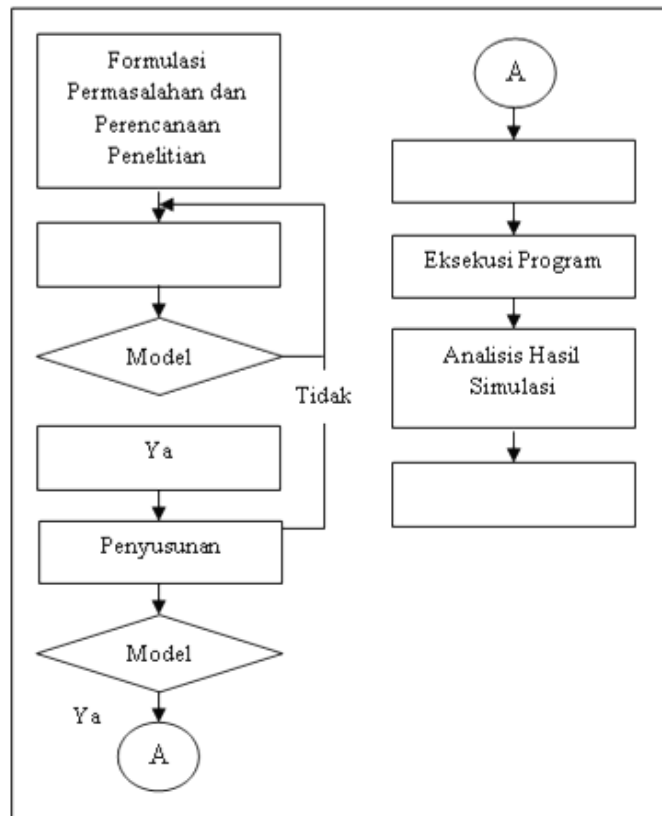 Formulasi
Permasalahan dan
Perencanaan
Penelitian
Model
Tidak
Ya
Penyusunan
Model
Ya
A
A
Eksekusi Program
Analisis Hasil
Simulasi